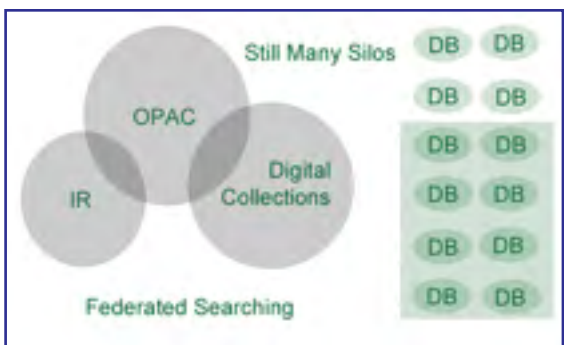 Still Many Silos
OPAC
IR
Digital
Collections
Federated Searching
DB DB
DB DB
DB DB
DB DB
DB DB
DB DB